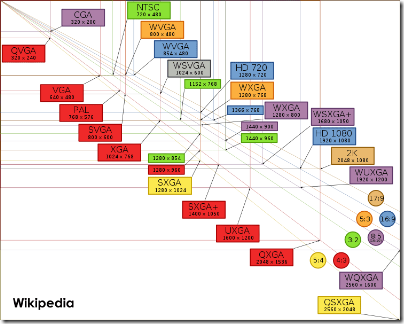 CGA
320 x 200
NTSC
720 x 480
QVGA
320 x 240
WVGA
800 x 480
WVGA
854 x 480
WSVGA
1024 x 600
HD 720
1280 x 720
VGA
640 x 480
1152 x 768
WXGA
1280 x 768
PAL
768 x 576
1366 x 768
WXGA
1280 x 800
WSXGA+
1680 x 1050
SVGA
800 x 600
1440 x 900
1440 x 960
HD 1080
1920 x 1080
XGA
1024 x 768
1280 x 854
1280 x 960
2K
2048 x 1080
SXGA
1280 x 1024
WUXGA
1920 x 1200
SXGA+
1400 x 1050
17:9
UXGA
1600 x 1200
5:3
16:9
3:2
8:5
QXGA
2048 x 1536
5:4
4:3
WQXGA
2560 x 1600
Wikipedia
QSXGA
2560 x 2048